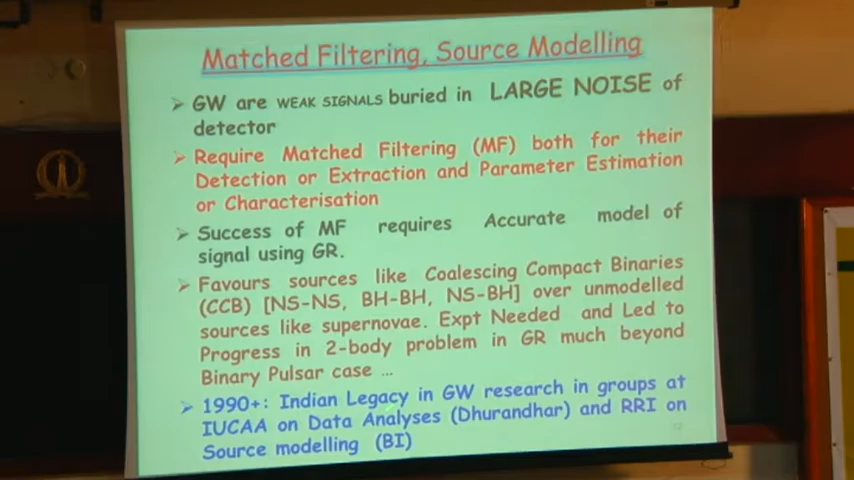 Matched Filtering, Source Modelling
➢ GW are WEAK SIGNALS buried in LARGE NOISE of
detector
➢ Require Matched Filtering (MF) both for their
Detection or Extraction and Parameter Estimation
or Characterisation
➢ Success of MF requires Accurate model of
signal using GR.
➢ Favours sources like Coalescing Compact Binaries
(CCB) [NS-NS, BH-BH, NS-BH] over unmodelled
sources like supernovae. Expt Needed and Led to
Progress in 2-body problem in GR much beyond
Binary Pulsar case ...
➢ 1990+: Indian Legacy in GW research in groups at
IUCAA on Data Analyses (Dhurandhar) and RRI on
Source modelling (BI)